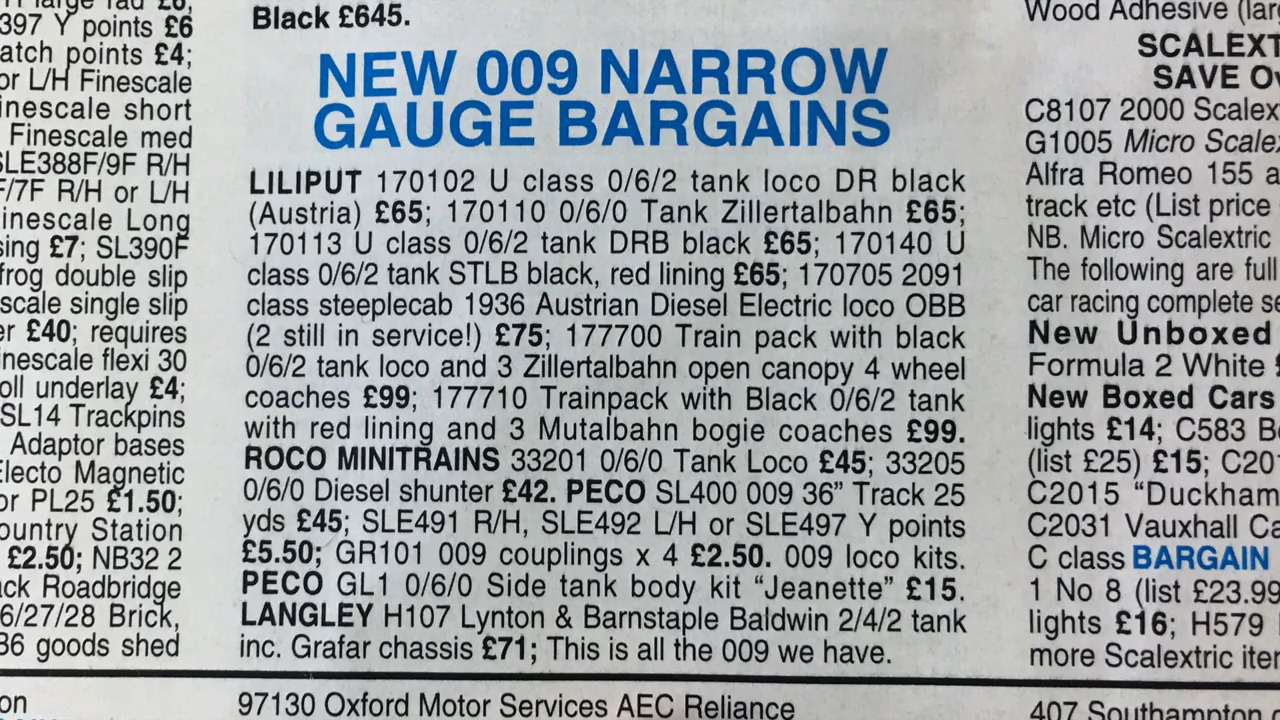 397 Y points £6
atch points £4;
or L/H Finescale
inescale short
Finescale med
SLE388F/9F R/H
F/7F R/H or L/H
inescale Long
sing £7; SL390F
frog double slip
scale single slip
er £40; requires
inescale flexi 30
oll underlay £4;
SL14 Trackpins
Adaptor bases
Electo Magnetic
or PL25 £1.50;
ountry Station
£2.50; NB32 2
ack Roadbridge
6/27/28 Brick,
36 goods shed
on
Black £645.
NEW 009 NARROW
GAUGE BARGAINS
LILIPUT 170102 U class 0/6/2 tank loco DR black
(Austria) £65; 170110 0/6/0 Tank Zillertalbahn £65;
170113 U class 0/6/2 tank DRB black £65; 170140 U
class 0/6/2 tank STLB black, red lining £65; 170705 2091
class steeplecab 1936 Austrian Diesel Electric loco OBB
(2 still in service!) £75; 177700 Train pack with black
0/6/2 tank loco and 3 Zillertalbahn open canopy 4 wheel
coaches £99; 177710 Trainpack with Black 0/6/2 tank
with red lining and 3 Mutalbahn bogie coaches £99.
ROCO MINITRAINS 33201 0/6/0 Tank Loco £45; 33205
0/6/0 Diesel shunter £42. PECO SL400 009 36” Track 25
yds £45; SLE491 R/H, SLE492 L/H or SLE497 Y points
£5.50; GR101 009 couplings x 4 £2.50. 009 loco kits.
PECO GL1 0/6/0 Side tank body kit “Jeanette” £15.
LANGLEY H107 Lynton & Barnstaple Baldwin 2/4/2 tank
inc. Grafar chassis £71; This is all the 009 we have.
97130 Oxford Motor Services AEC Reliance
Wood Adhesive (lar
SCALEXT
SAVE O
C8107 2000 Scalex
G1005 Micro Scale
Alfra Romeo 155 a
track etc (List price
NB. Micro Scalextric
The following are full
car racing complete s
New Unboxed
Formula 2 White
New Boxed Cars
lights £14; C583 B
(list £25) £15; C20
C2015 “Duckham
C2031 Vauxhall Ca
C class BARGAIN
1 No 8 (list £23.99
lights £16; H579
more Scalextric iter
407 Southampton